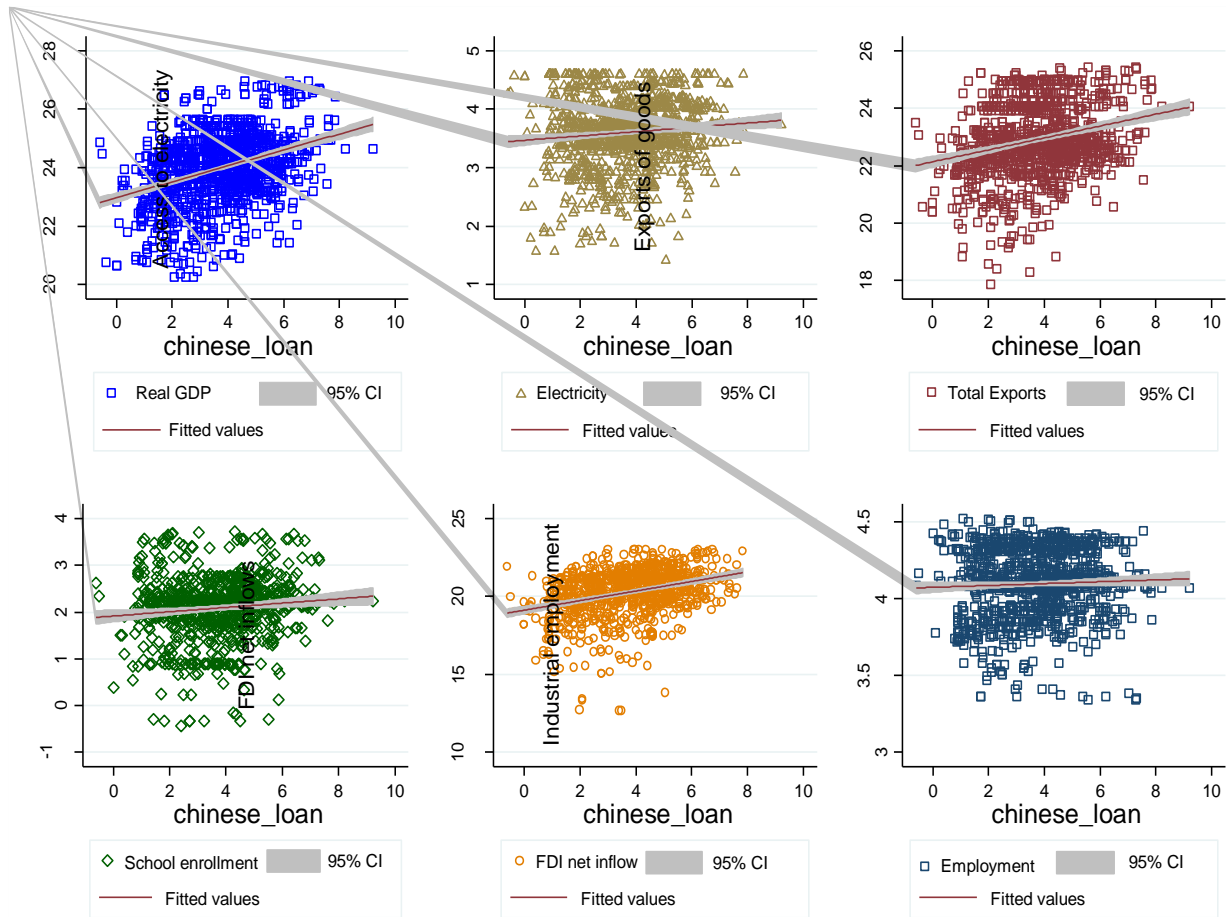 28
26
24
22
20
Access to electricity
0 2 4 6 8 10
chinese_loan
Real GDP 95% CI
Fitted values
5
4
3
2
1
Exports of goods
0 2 4 6 8 10
chinese_loan
Electricity 95% CI
Fitted values
26
24
22
20
18
0 2 4 6 8 10
chinese_loan
Total Exports 95% CI
Fitted values
4
3
2
1
0
-1
FDI net inflows
0 2 4 6 8 10
chinese_loan
School enrollment 95% CI
Fitted values
25
20
15
10
Industrial employment
0 2 4 6 8 10
chinese_loan
FDI net inflow 95% CI
Fitted values
4.5
4
3.5
3
0 2 4 6 8 10
chinese_loan
Employment 95% CI
Fitted values